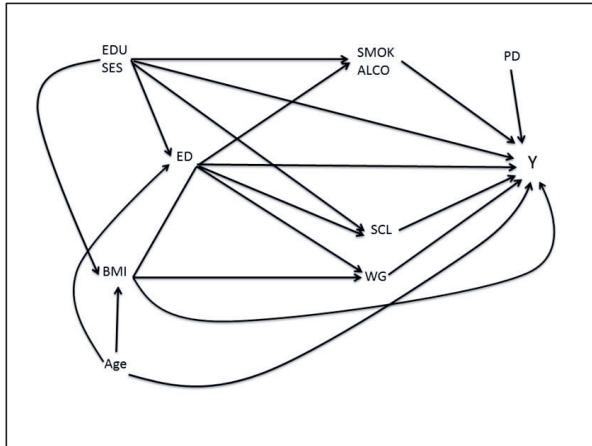 EDU
SES
SMOK
ALCO
PD
ED
Y
SCL
BMI
WG
Age